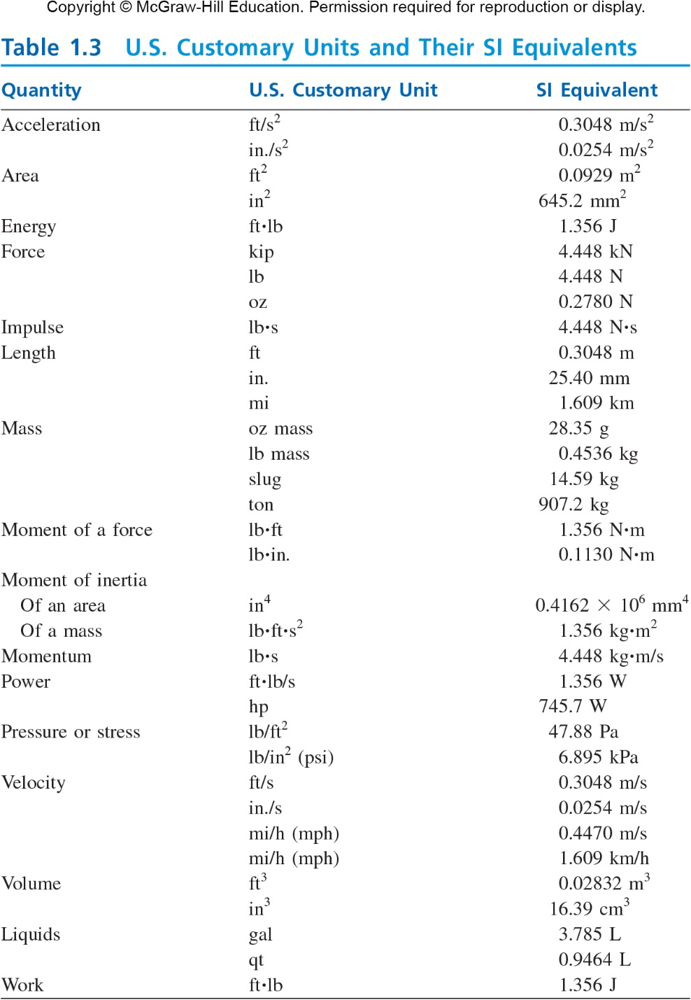 Copyright © McGraw-Hill Education. Permission required for reproduction or display.
Table 1.3 U.S. Customary Units and Their SI Equivalents
Quantity U.S. Customary Unit SI Equivalent
Acceleration ft/s² 0.3048 m/s²
in./s² 0.0254 m/s²
Area ft² 0.0929 m²
in² 645.2 mm²
Energy ft·lb 1.356 J
Force kip 4.448 kN
lb 4.448 N
oz 0.2780 N
Impulse lb·s 4.448 N·s
Length ft 0.3048 m
in. 25.40 mm
mi 1.609 km
Mass oz mass 28.35 g
lb mass 0.4536 kg
slug 14.59 kg
ton 907.2 kg
Moment of a force lb·ft 1.356 N·m
lb·in. 0.1130 N·m
Moment of inertia
Of an area in⁴ 0.4162 × 10⁶ mm⁴
Of a mass lb·ft·s² 1.356 kg·m²
Momentum lb·s 4.448 kg·m/s
Power ft·lb/s 1.356 W
hp 745.7 W
Pressure or stress lb/ft² 47.88 Pa
lb/in² (psi) 6.895 kPa
Velocity ft/s 0.3048 m/s
in./s 0.0254 m/s
mi/h (mph) 0.4470 m/s
mi/h (mph) 1.609 km/h
Volume ft³ 0.02832 m³
in³ 16.39 cm³
Liquids gal 3.785 L
qt 0.9464 L
Work ft·lb 1.356 J